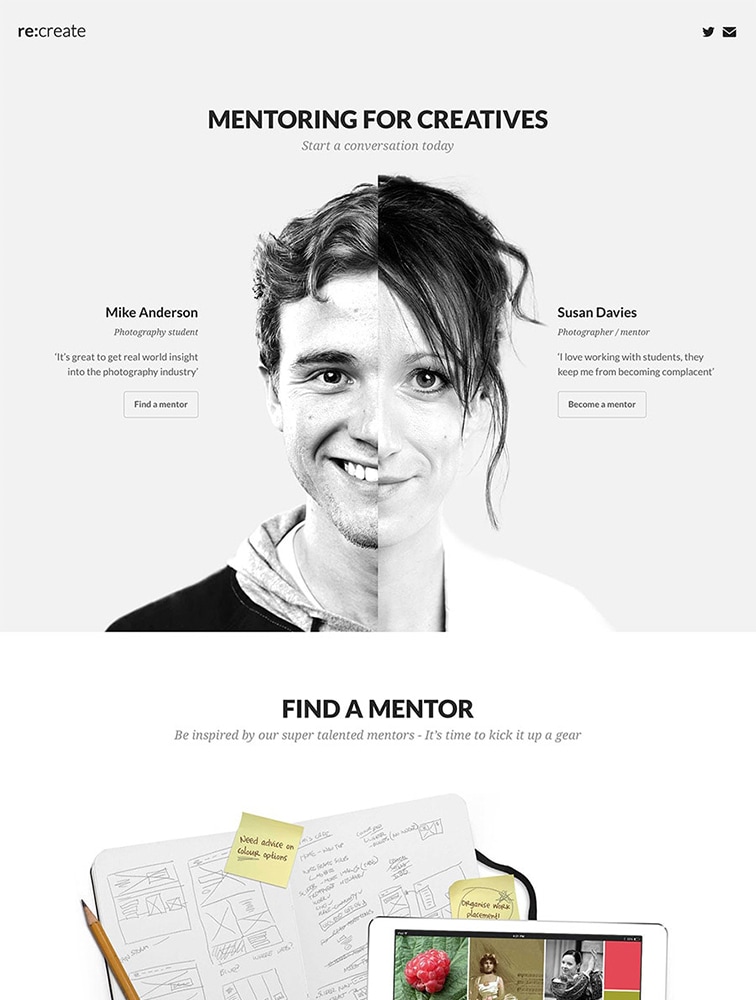 re:create
MENTORING FOR CREATIVES
Start a conversation today
Mike Anderson
Photography student
‘It’s great to get real world insight
into the photography industry’
Find a mentor
Susan Davies
Photographer / mentor
‘I love working with students, they
keep me from becoming complacent’
Become a mentor
FIND A MENTOR
Be inspired by our super talented mentors - It’s time to kick it up a gear
Need advice on
colour options
Organise work
placement!